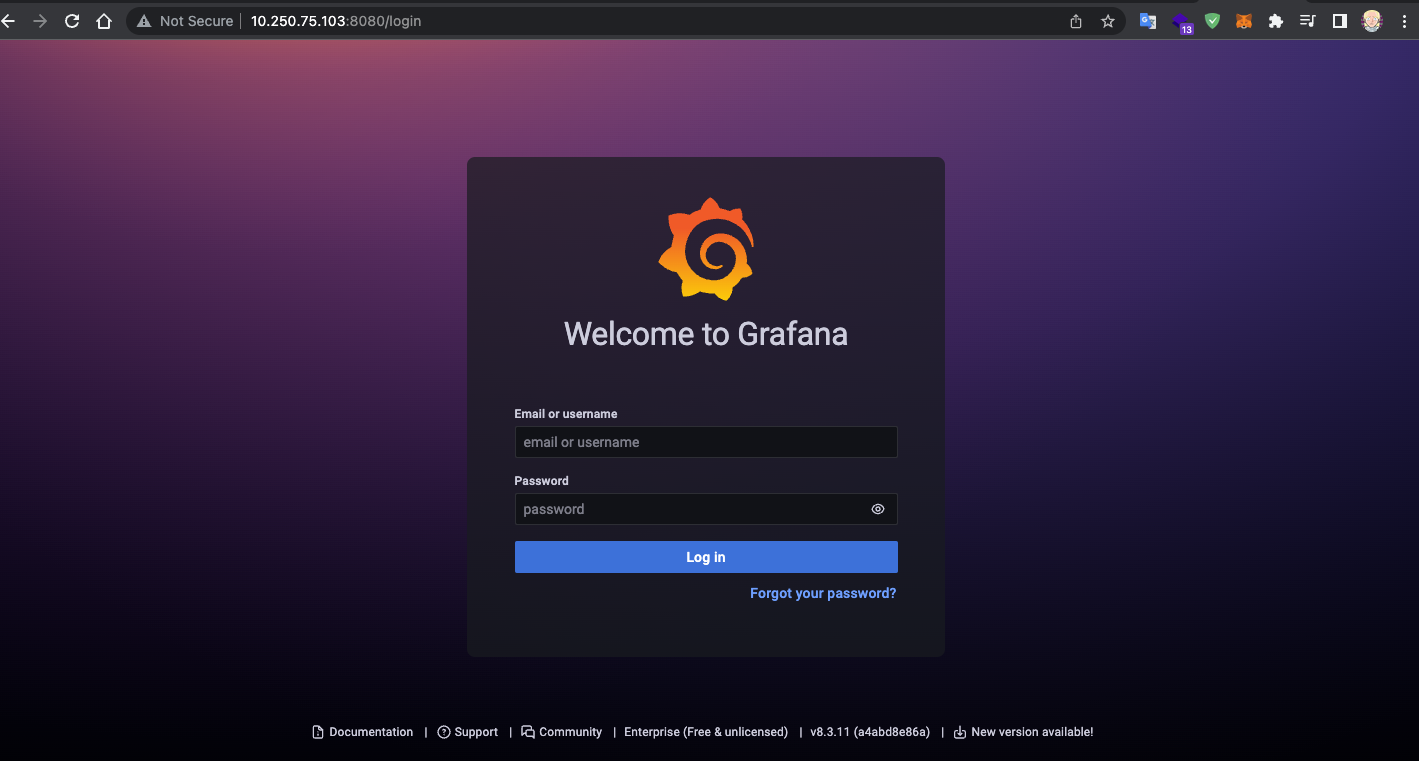 Not Secure | 10.250.75.103:8080/login
13
Welcome to Grafana
Email or username
email or username
Password
password
Log in
Forgot your password?
Documentation | Support | Community | Enterprise (Free & unlicensed) | v8.3.11 (a4abd8e86a) | New version available!